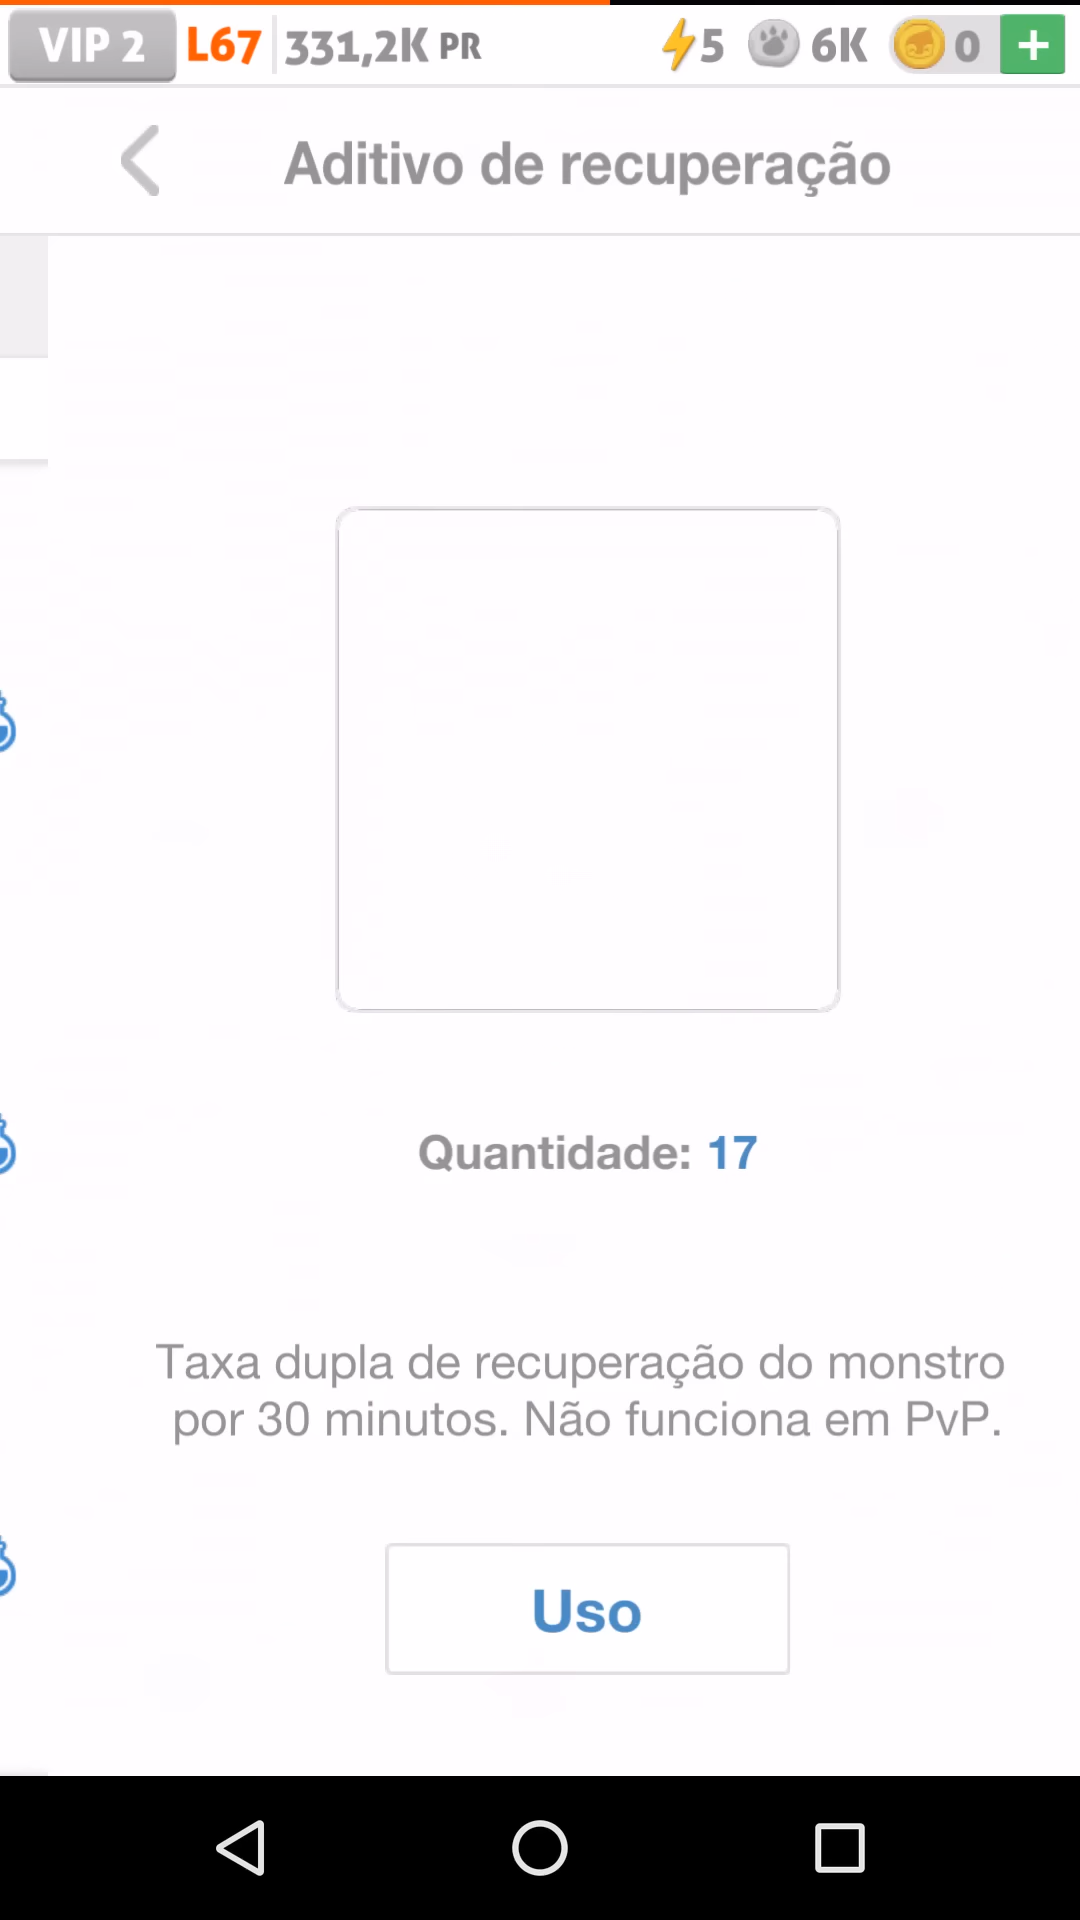 VIP 2 L67 331,2K PR 5 6K 0 +
Aditivo de recuperação
Quantidade: 17
Taxa dupla de recuperação do monstro
por 30 minutos. Não funciona em PvP.
Uso